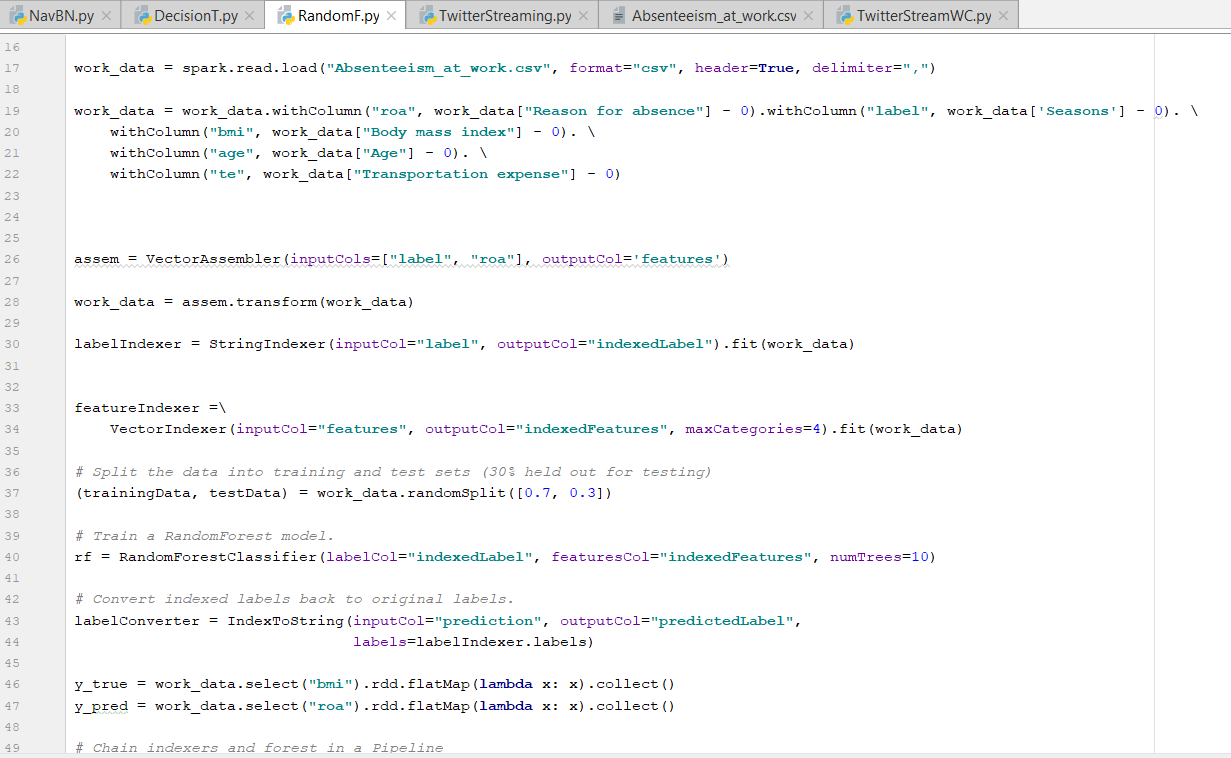 NavBN.py DecisionT.py RandomF.py TwitterStreaming.py Absenteeism_at_work.csv TwitterStreamWC.py
16
17 work_data = spark.read.load("Absenteeism_at_work.csv", format="csv", header=True, delimiter=",")
18
19 work_data = work_data.withColumn("roa", work_data["Reason for absence"] - 0).withColumn("label", work_data['Seasons'] - 0). \
20 withColumn("bmi", work_data["Body mass index"] - 0). \
21 withColumn("age", work_data["Age"] - 0). \
22 withColumn("te", work_data["Transportation expense"] - 0)
23
24
25
26 assem = VectorAssembler(inputCols=["label", "roa"], outputCol='features')
27
28 work_data = assem.transform(work_data)
29
30 labelIndexer = StringIndexer(inputCol="label", outputCol="indexedLabel").fit(work_data)
31
32
33 featureIndexer =\
34 VectorIndexer(inputCol="features", outputCol="indexedFeatures", maxCategories=4).fit(work_data)
35
36 # Split the data into training and test sets (30% held out for testing)
37 (trainingData, testData) = work_data.randomSplit([0.7, 0.3])
38
39 # Train a RandomForest model.
40 rf = RandomForestClassifier(labelCol="indexedLabel", featuresCol="indexedFeatures", numTrees=10)
41
42 # Convert indexed labels back to original labels.
43 labelConverter = IndexToString(inputCol="prediction", outputCol="predictedLabel",
44 labels=labelIndexer.labels)
45
46 y_true = work_data.select("bmi").rdd.flatMap(lambda x: x).collect()
47 y_pred = work_data.select("roa").rdd.flatMap(lambda x: x).collect()
48
49 # Chain indexers and forest in a Pipeline